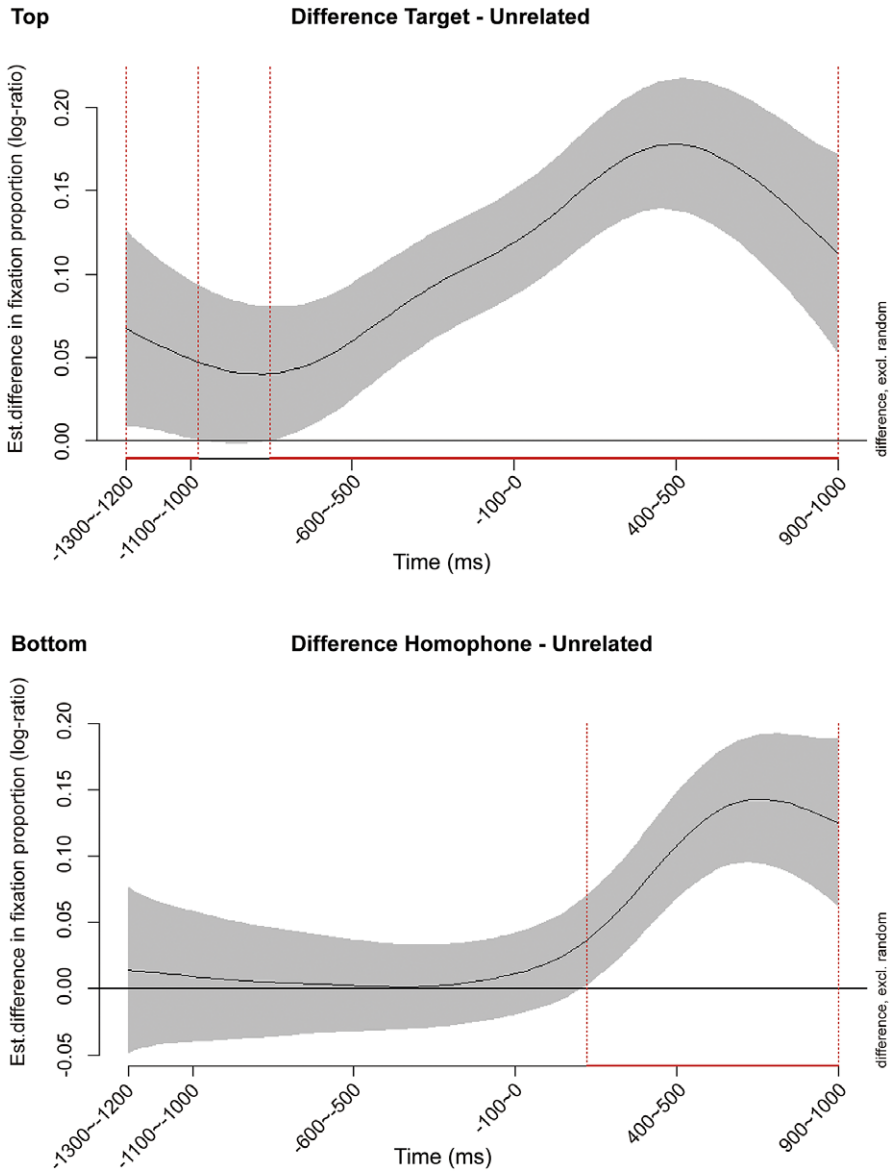 Top
Difference Target - Unrelated
Est.difference in fixation proportion (log-ratio)
0.20
0.15
0.10
0.05
0.00
-1300~-1200
-1100~-1000
-600~-500
-100~0
400~500
900~1000
Time (ms)
difference, excl. random
Bottom
Difference Homophone - Unrelated
Est.difference in fixation proportion (log-ratio)
0.20
0.15
0.10
0.05
0.00
-0.05
-1300~-1200
-1100~-1000
-600~-500
-100~0
400~500
900~1000
Time (ms)
difference, excl. random